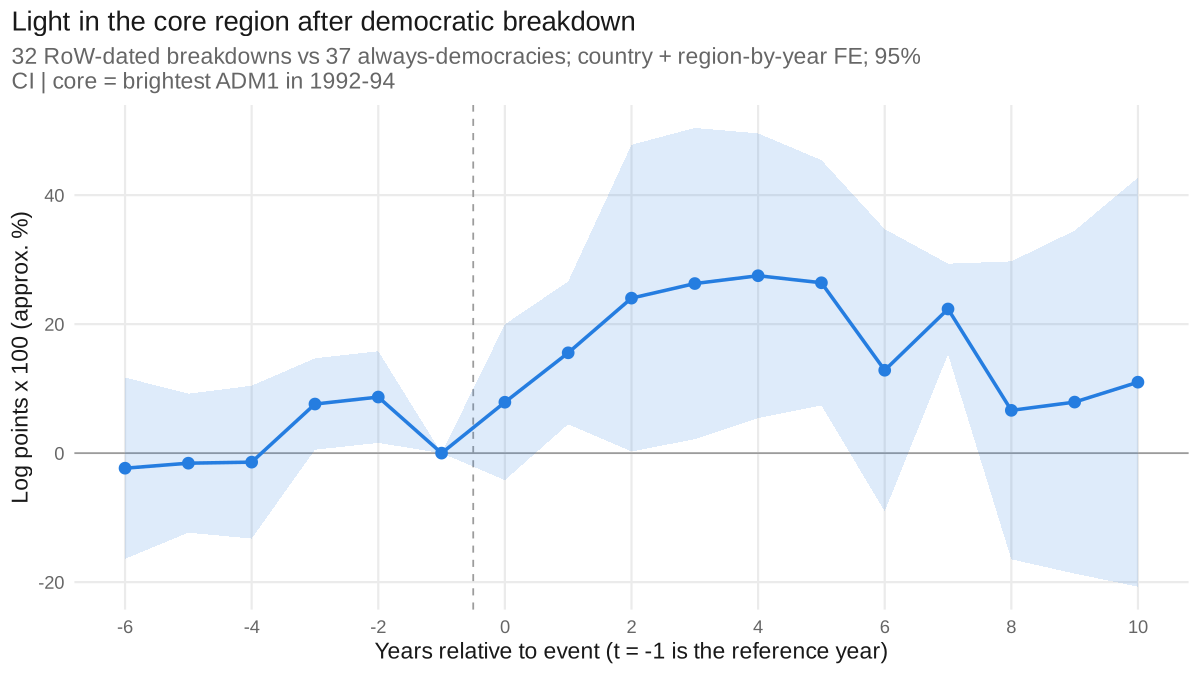 Light in the core region after democratic breakdown
32 RoW-dated breakdowns vs 37 always-democracies; country + region-by-year FE; 95%
CI | core = brightest ADM1 in 1992-94
Log points x 100 (approx. %)
40
20
0
-20
-6
-4
-2
0
2
4
6
8
10
Years relative to event (t = -1 is the reference year)